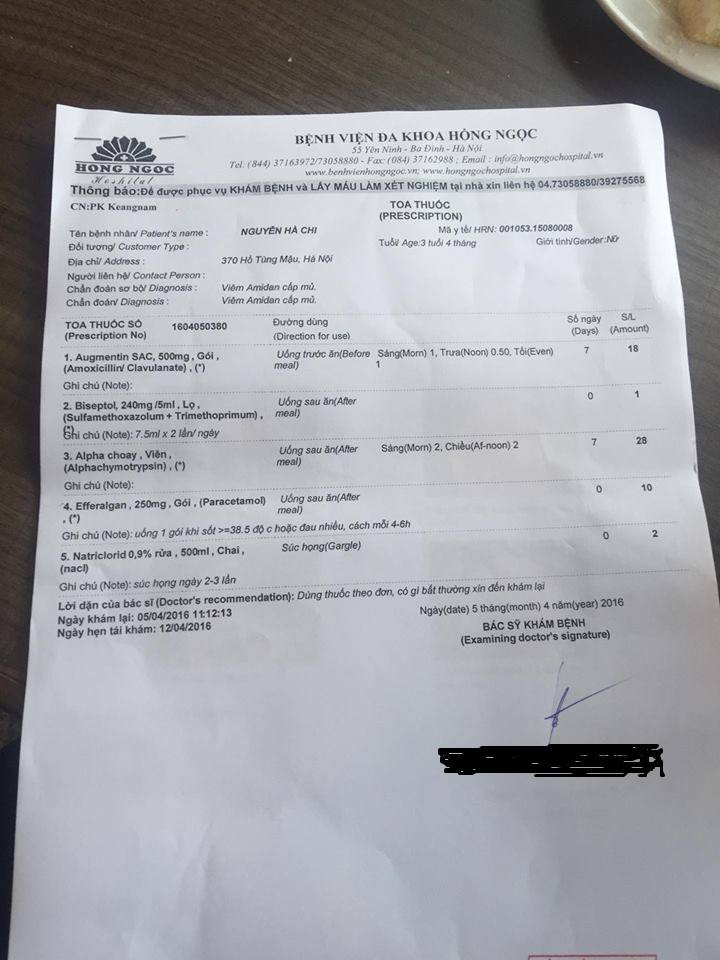 HONG NGOC
Hospital
BỆNH VIỆN ĐA KHOA HỒNG NGỌC
55 Yên Ninh - Ba Đình - Hà Nội
Tel: (844) 37163972/73058880 - Fax: (084) 37162988 ; Email : info@hongngochospital.vn
www.benhvienhongngoc.vn; www.hongngochospital.vn
Thông báo:Để được phục vụ KHÁM BỆNH và LẤY MÁU LÀM XÉT NGHIỆM tại nhà xin liên hệ 04.73058880/39275568
CN:PK Keangnam
TOA THUỐC
(PRESCRIPTION)
Tên bệnh nhân/ Patient's name : NGUYỄN HÀ CHI Mã y tế/ HRN: 001053.15080008
Đối tượng/ Customer Type : Tuổi/ Age:3 tuổi 4 tháng Giới tính/Gender:Nữ
Địa chỉ/ Address : 370 Hồ Tùng Mậu, Hà Nội
Người liên hệ/ Contact Person :
Chẩn đoán sơ bộ/ Diagnosis : Viêm Amidan cấp mủ.
Chẩn đoán/ Diagnosis : Viêm Amidan cấp mủ.
TOA THUỐC SỐ 1604050380 Đường dùng Số ngày S/L
(Prescription No) (Direction for use) (Days) (Amount)
1. Augmentin SAC, 500mg , Gói , Uống trước ăn(Before Sáng(Morn) 1, Trưa(Noon) 0.50, Tối(Even) 7 18
(Amoxicillin/ Clavulanate) , (*) meal) 1
Ghi chú (Note):
2. Biseptol, 240mg /5ml , Lọ , Uống sau ăn(After 0 1
(Sulfamethoxazolum + Trimethoprimum) , meal)
(*)
Ghi chú (Note): 7.5ml x 2 lần/ ngày
3. Alpha choay , Viên , Uống sau ăn(After Sáng(Morn) 2, Chiều(Af-noon) 2 7 28
(Alphachymotrypsin) , (*) meal)
Ghi chú (Note):
4. Efferalgan , 250mg , Gói , (Paracetamol) Uống sau ăn(After 0 10
, (*) meal)
Ghi chú (Note): uống 1 gói khi sốt >=38.5 độ c hoặc đau nhiều, cách mỗi 4-6h
5. Natriclorid 0,9% rửa , 500ml , Chai , Súc họng(Gargle) 0 2
(nacl)
Ghi chú (Note): súc họng ngày 2-3 lần
Lời dặn của bác sĩ (Doctor's recommendation): Dùng thuốc theo đơn, có gì bất thường xin đến khám lại
Ngày khám lại: 05/04/2016 11:12:13 Ngày(date) 5 tháng(month) 4 năm(year) 2016
Ngày hẹn tái khám: 12/04/2016
BÁC SỸ KHÁM BỆNH
(Examining doctor's signature)